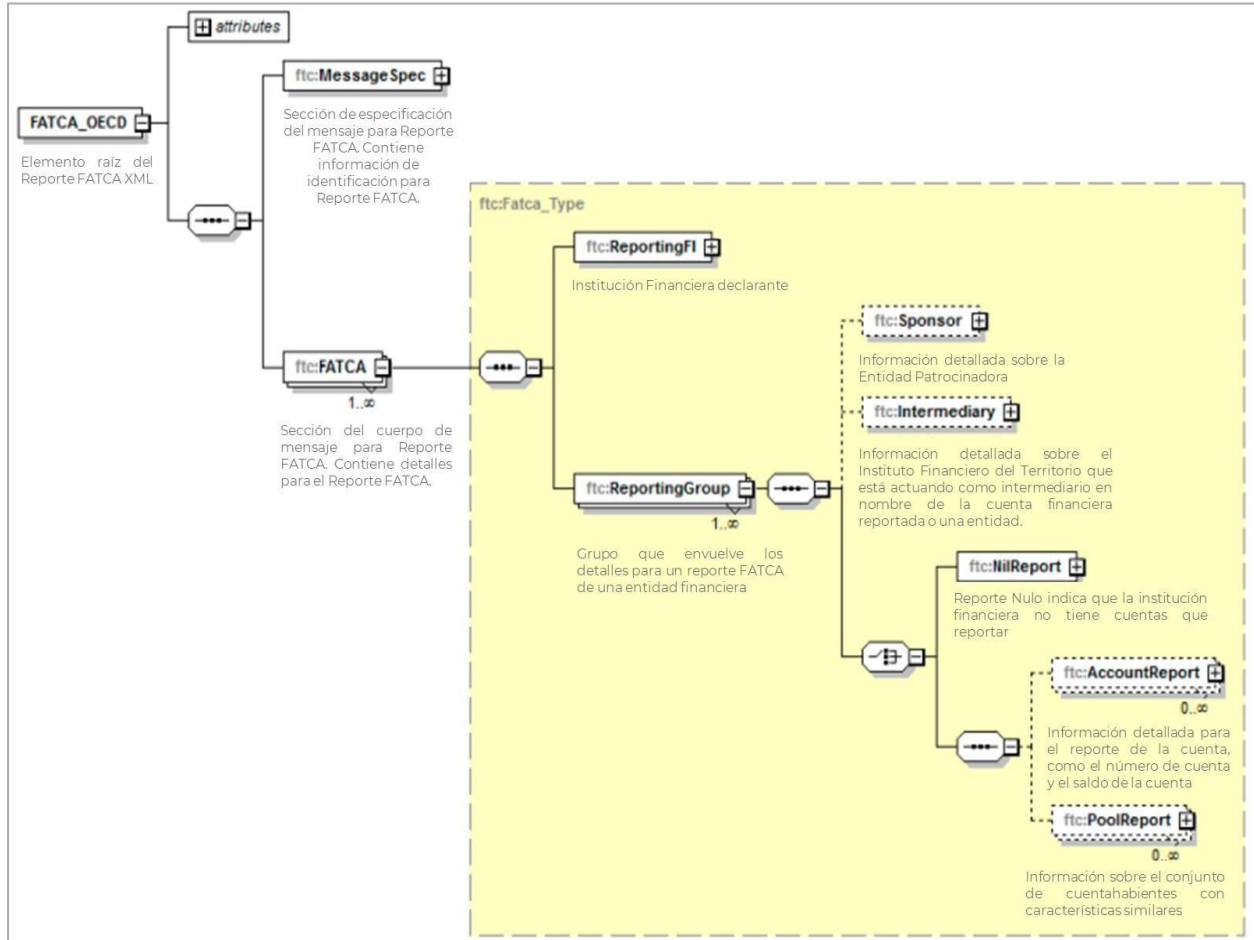 attributes
ftc:MessageSpec
FATCA_OECD
Sección de especificación
del mensaje para Reporte
FATCA. Contiene
información de
identificación para
Reporte FATCA.
Elemento raíz del
Reporte FATCA XML
ftc:Fatca_Type
ftc:ReportingFI
Institución Financiera declarante
ftc:Sponsor
Información detallada sobre la
Entidad Patrocinadora
ftc:FATCA
1..∞
Sección del cuerpo de
mensaje para Reporte
FATCA. Contiene detalles
para el Reporte FATCA.
ftc:Intermediary
Información detallada sobre el
Instituto Financiero del Territorio que
está actuando como intermediario en
nombre de la cuenta financiera
reportada o una entidad.
ftc:ReportingGroup
1..∞
Grupo que envuelve los
detalles para un reporte FATCA
de una entidad financiera
ftc:NilReport
Reporte Nulo indica que la institución
financiera no tiene cuentas que
reportar
ftc:AccountReport
0..∞
Información detallada para
el reporte de la cuenta,
como el número de cuenta
y el saldo de la cuenta
ftc:PoolReport
0..∞
Información sobre el conjunto
de cuentahabientes con
características similares